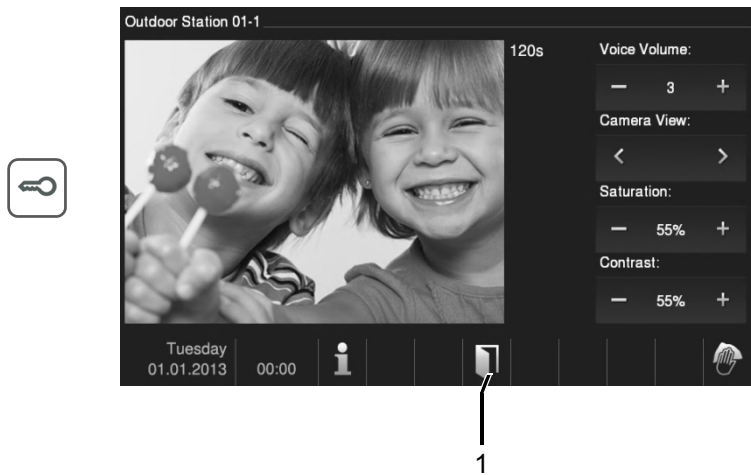 Outdoor Station 01-1
120s
Voice Volume:
— 3 +
Camera View:
< >
Saturation:
— 55% +
Contrast:
— 55% +
Tuesday
01.01.2013
00:00
i
1